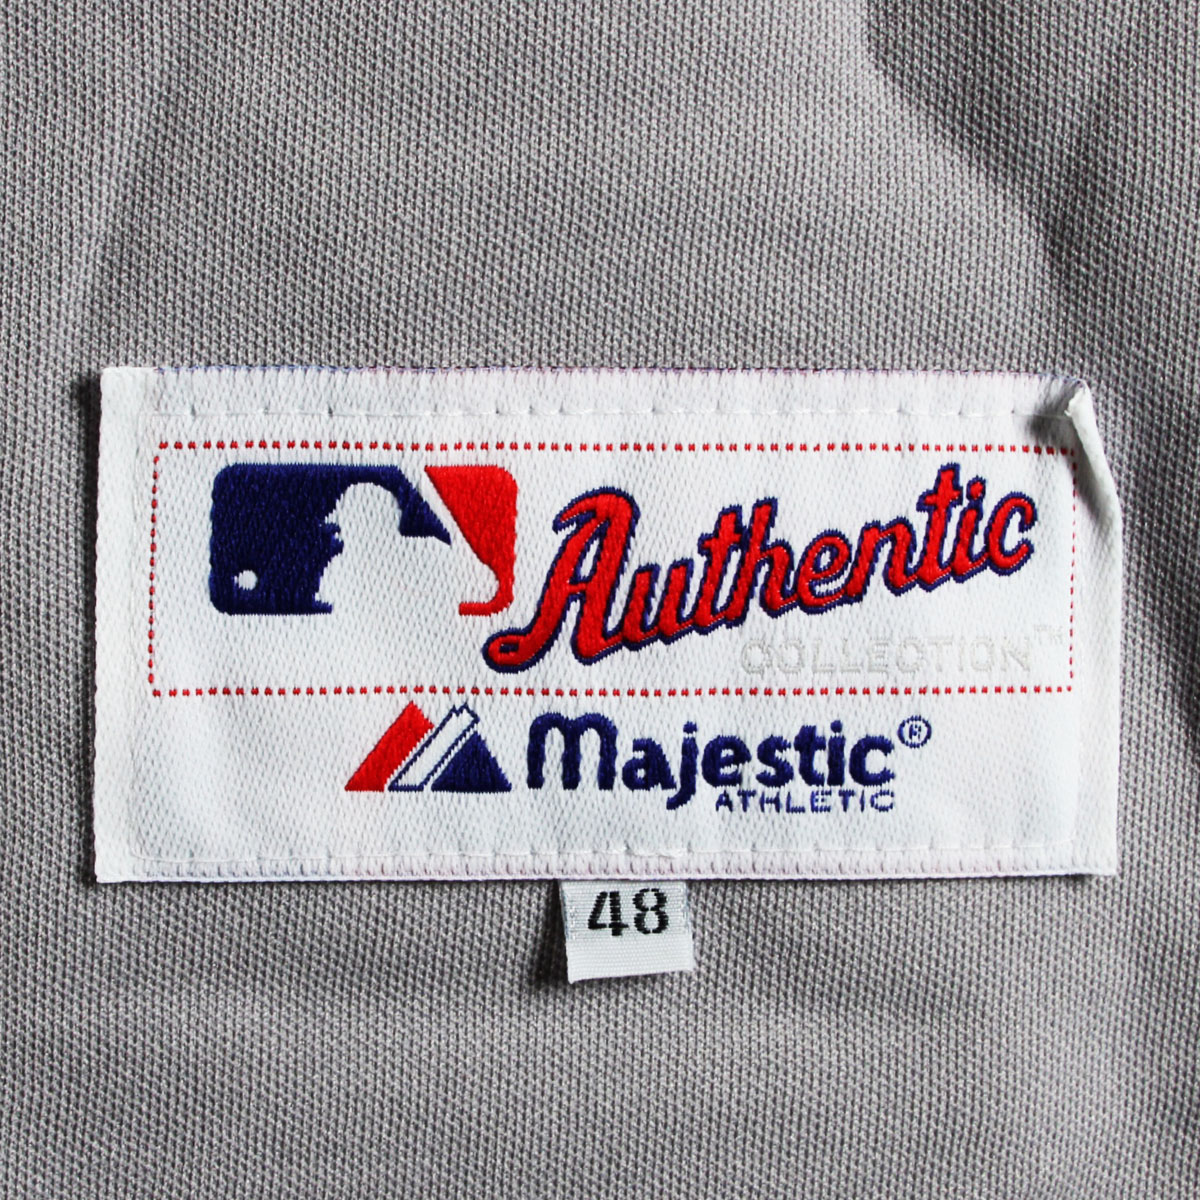 Authentic
COLLECTION™
Majestic®
ATHLETIC
48